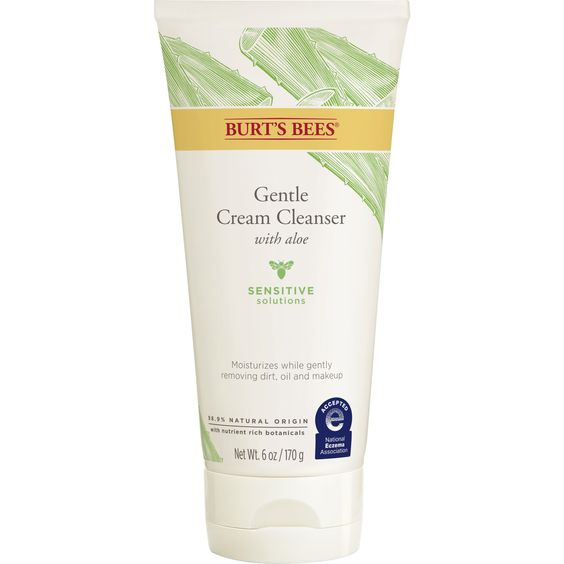 BURT'S BEES®
Gentle
Cream Cleanser
with aloe
SENSITIVE
solutions
Moisturizes while gently
removing dirt, oil and makeup
98.9% NATURAL ORIGIN
with nutrient rich botanicals
Net Wt. 6 oz / 170 g
ACCEPTED
e
National
Eczema
Association